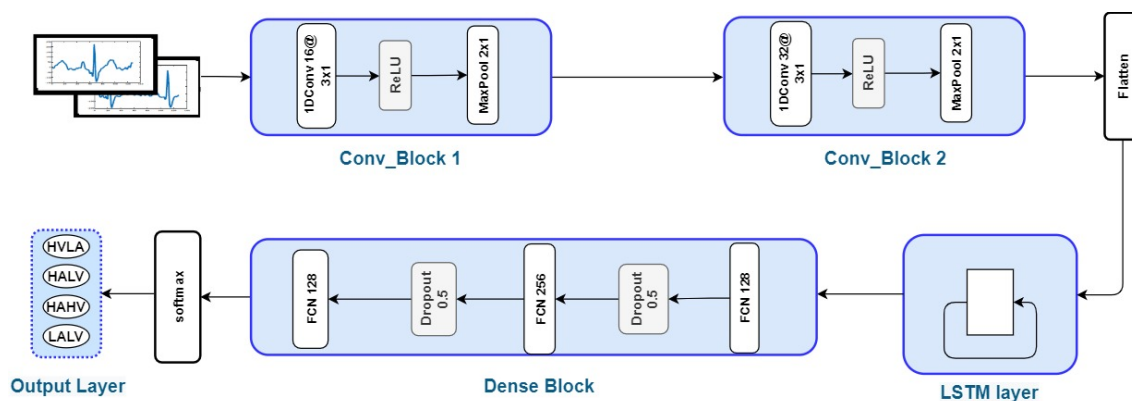 1DConv 16@
3x1
ReLU
MaxPool 2x1
Conv_Block 1
1DConv 32@
3x1
ReLU
MaxPool 2x1
Conv_Block 2
Flatten
LSTM layer
FCN 128
Dropout
0.5
FCN 256
Dropout
0.5
FCN 128
Dense Block
softmax
HVLA
HALV
HAHV
LALV
Output Layer